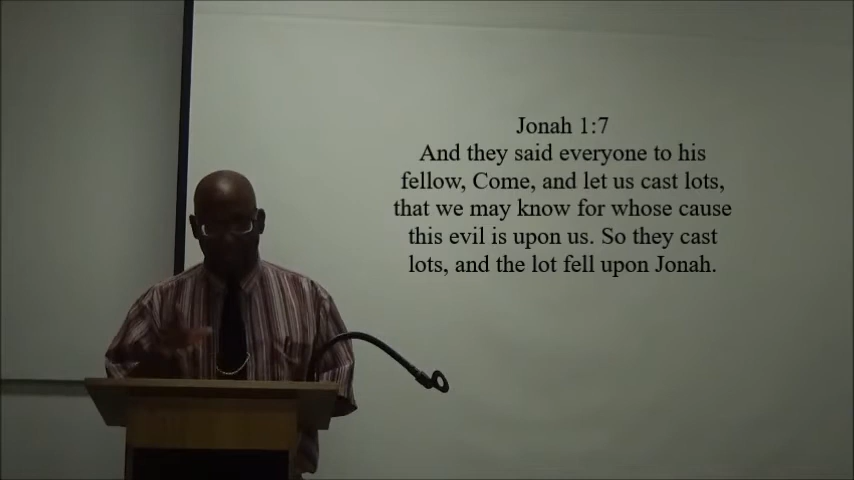 Jonah 1:7
And they said everyone to his
fellow, Come, and let us cast lots,
that we may know for whose cause
this evil is upon us. So they cast
lots, and the lot fell upon Jonah.